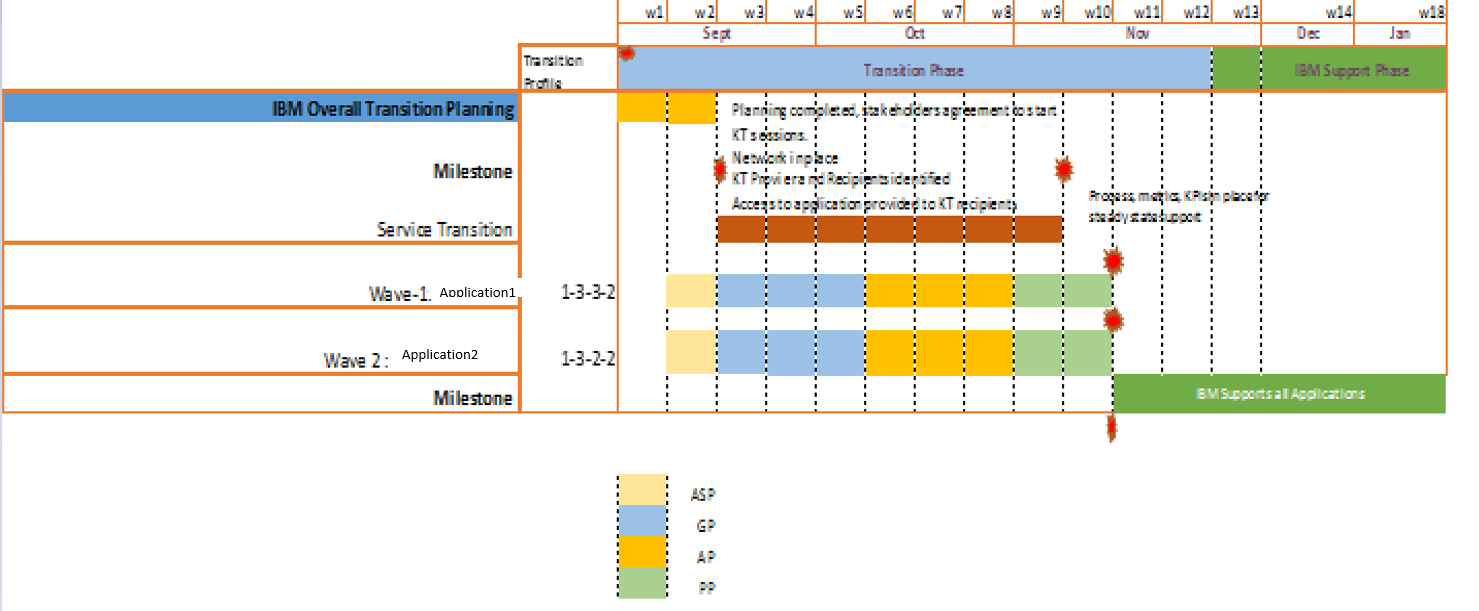 w1 w2 w3 w4 w5 w6 w7 w8 w9 w10 w11 w12 w13 w14 w18
Sept Oct Nov Dec Jan
Transition
Profile
Transition Phase
IBM Support Phase
IBM Overall Transition Planning
Planning completed, stakeholders agreement to start
KT sessions.
Milestone
Network in place
KT Provier and Recipients identified
Access to application provided to KT recipients
Process, metrics, KPIs in place for
steady state support
Service Transition
Wave-1: Application1
1-3-3-2
Wave 2 : Application2
1-3-2-2
Milestone
IBM Supports all Applications
ASP
GP
AP
PP